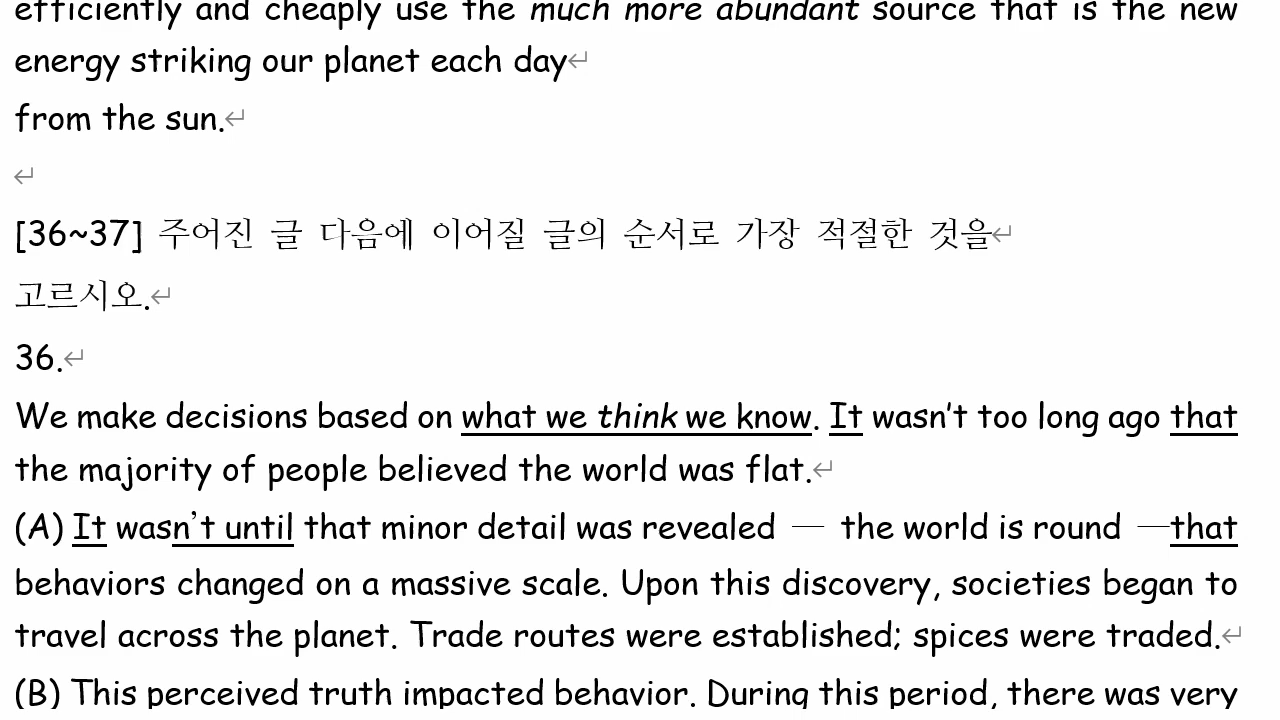 efficiently and cheaply use the much more abundant source that is the new
energy striking our planet each day↵
from the sun.↵
↵
[36~37] 주어진 글 다음에 이어질 글의 순서로 가장 적절한 것을↵
고르시오.↵
36.↵
We make decisions based on what we think we know. It wasn't too long ago that
the majority of people believed the world was flat.↵
(A) It wasn’t until that minor detail was revealed — the world is round —that
behaviors changed on a massive scale. Upon this discovery, societies began to
travel across the planet. Trade routes were established; spices were traded.↵
(B) This perceived truth impacted behavior. During this period, there was very